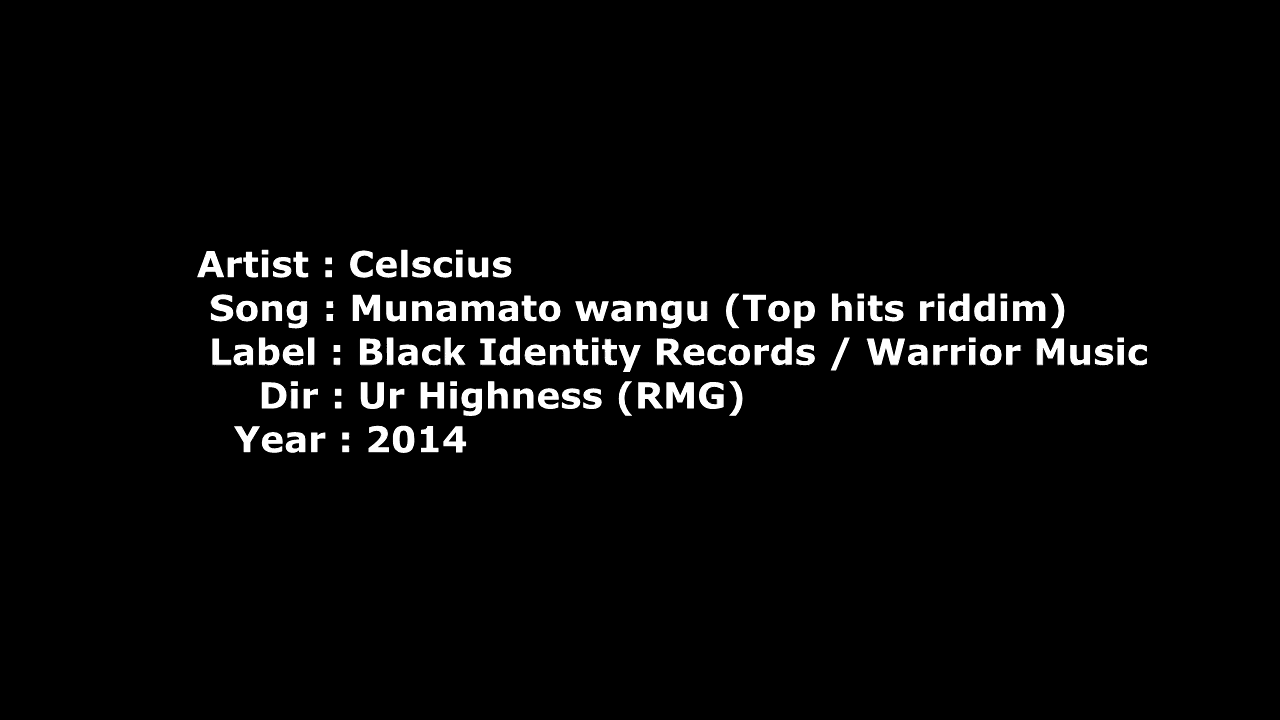 Artist : Celscius
Song : Munamato wangu (Top hits riddim)
Label : Black Identity Records / Warrior Music
Dir : Ur Highness (RMG)
Year : 2014